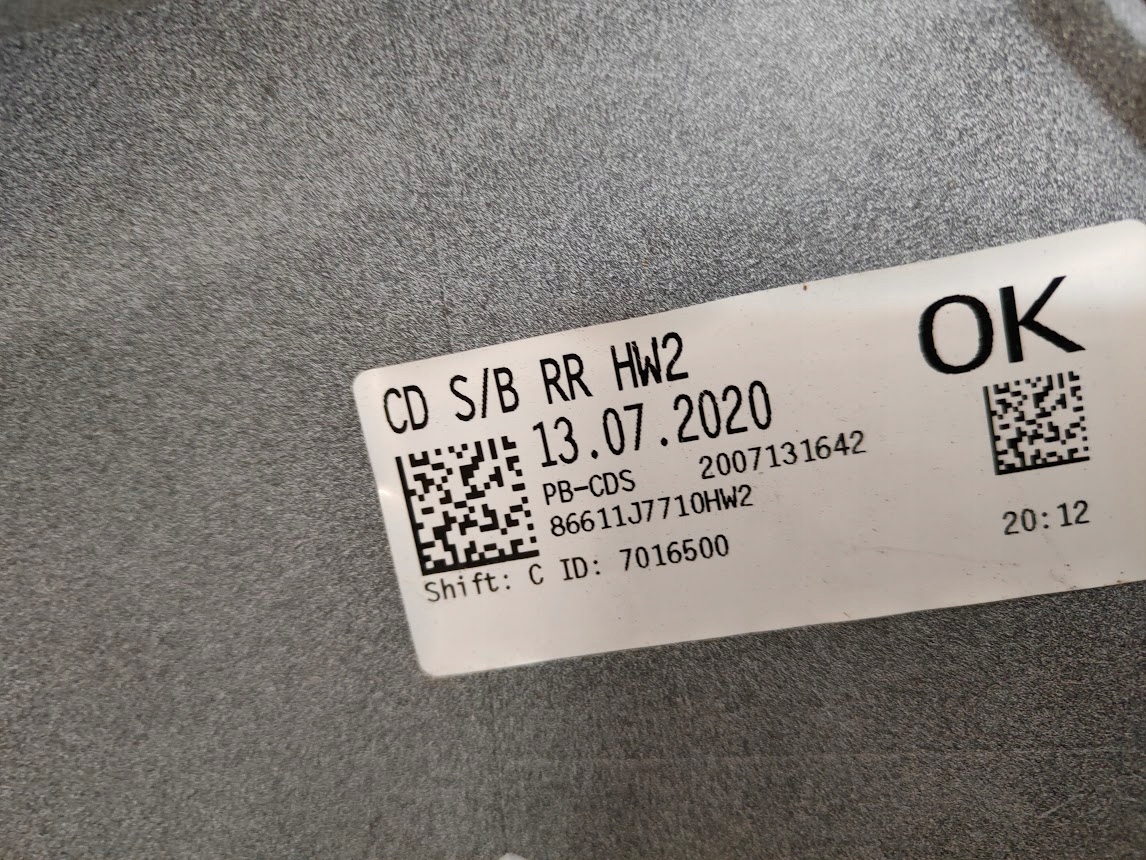 CD S/B RR HW2
OK
13.07.2020
PB-CDS 2007131642
86611J7710HW2
20:12
Shift: C ID: 7016500